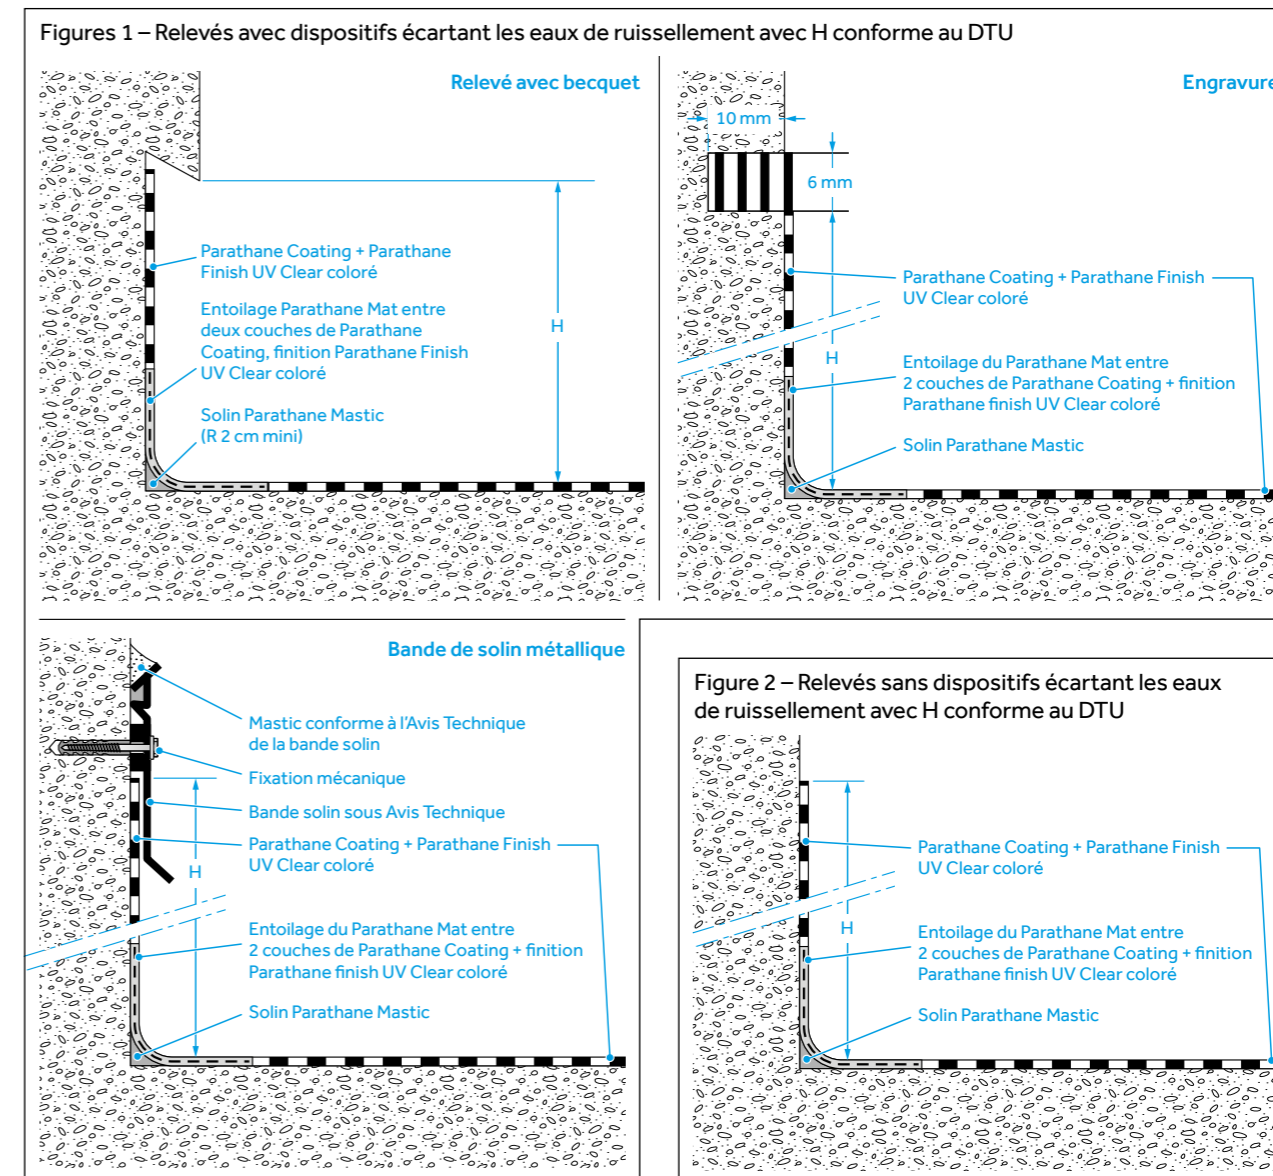 Figures 1 – Relevés avec dispositifs écartant les eaux de ruissellement avec H conforme au DTU
Relevé avec becquet
Parathane Coating + Parathane
Finish UV Clear coloré
Entoilage Parathane Mat entre
deux couches de Parathane
Coating, finition Parathane Finish
UV Clear coloré
Solin Parathane Mastic
(R 2 cm mini)
H
Engravure
10 mm
6 mm
Parathane Coating + Parathane Finish
UV Clear coloré
H
Entoilage du Parathane Mat entre
2 couches de Parathane Coating + finition
Parathane finish UV Clear coloré
Solin Parathane Mastic
Bande de solin métallique
Mastic conforme à l'Avis Technique
de la bande solin
Fixation mécanique
Bande solin sous Avis Technique
Parathane Coating + Parathane Finish
UV Clear coloré
H
Entoilage du Parathane Mat entre
2 couches de Parathane Coating + finition
Parathane finish UV Clear coloré
Solin Parathane Mastic
Figure 2 – Relevés sans dispositifs écartant les eaux
de ruissellement avec H conforme au DTU
Parathane Coating + Parathane Finish
UV Clear coloré
H
Entoilage du Parathane Mat entre
2 couches de Parathane Coating + finition
Parathane finish UV Clear coloré
Solin Parathane Mastic